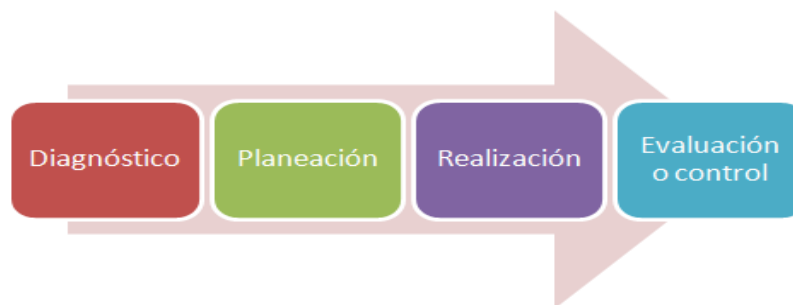 Diagnóstico
Planeación
Realización
Evaluación
o control